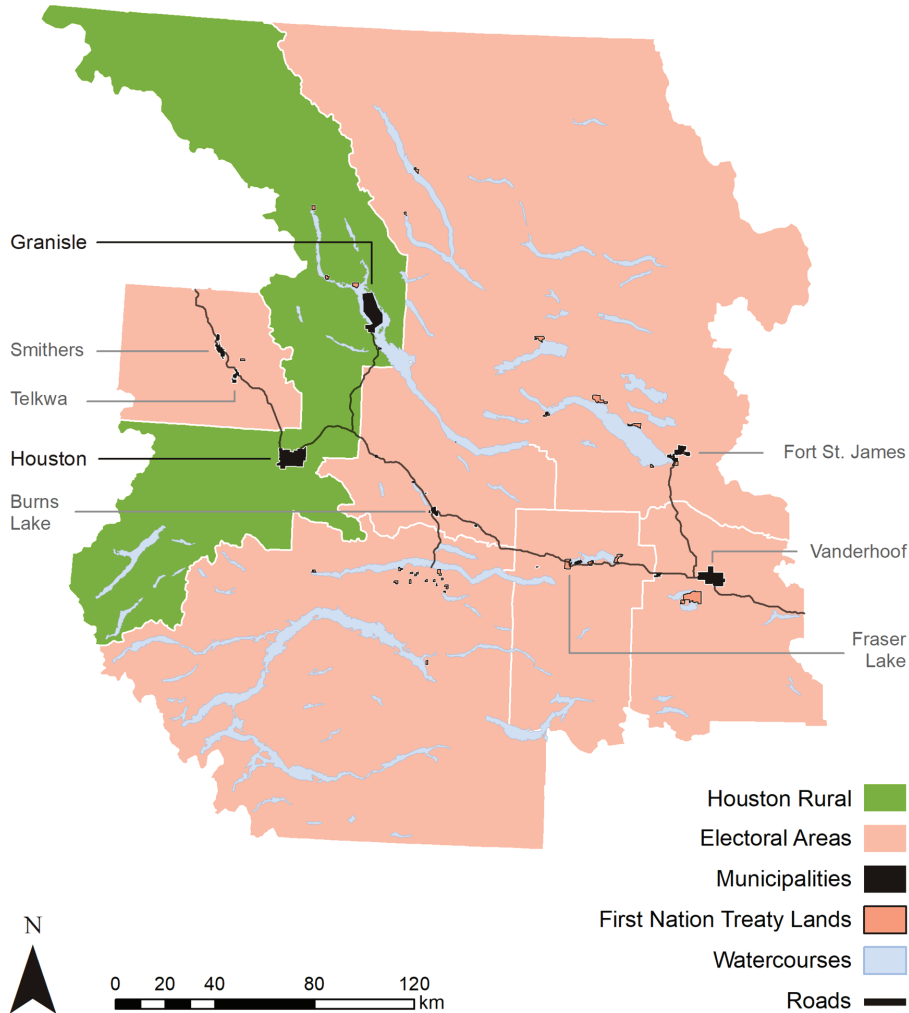 Granisle
Smithers
Telkwa
Houston
Burns
Lake
Fort St. James
Vanderhoof
Fraser
Lake
Houston Rural
Electoral Areas
Municipalities
First Nation Treaty Lands
Watercourses
Roads
N
0 20 40 80 120
km